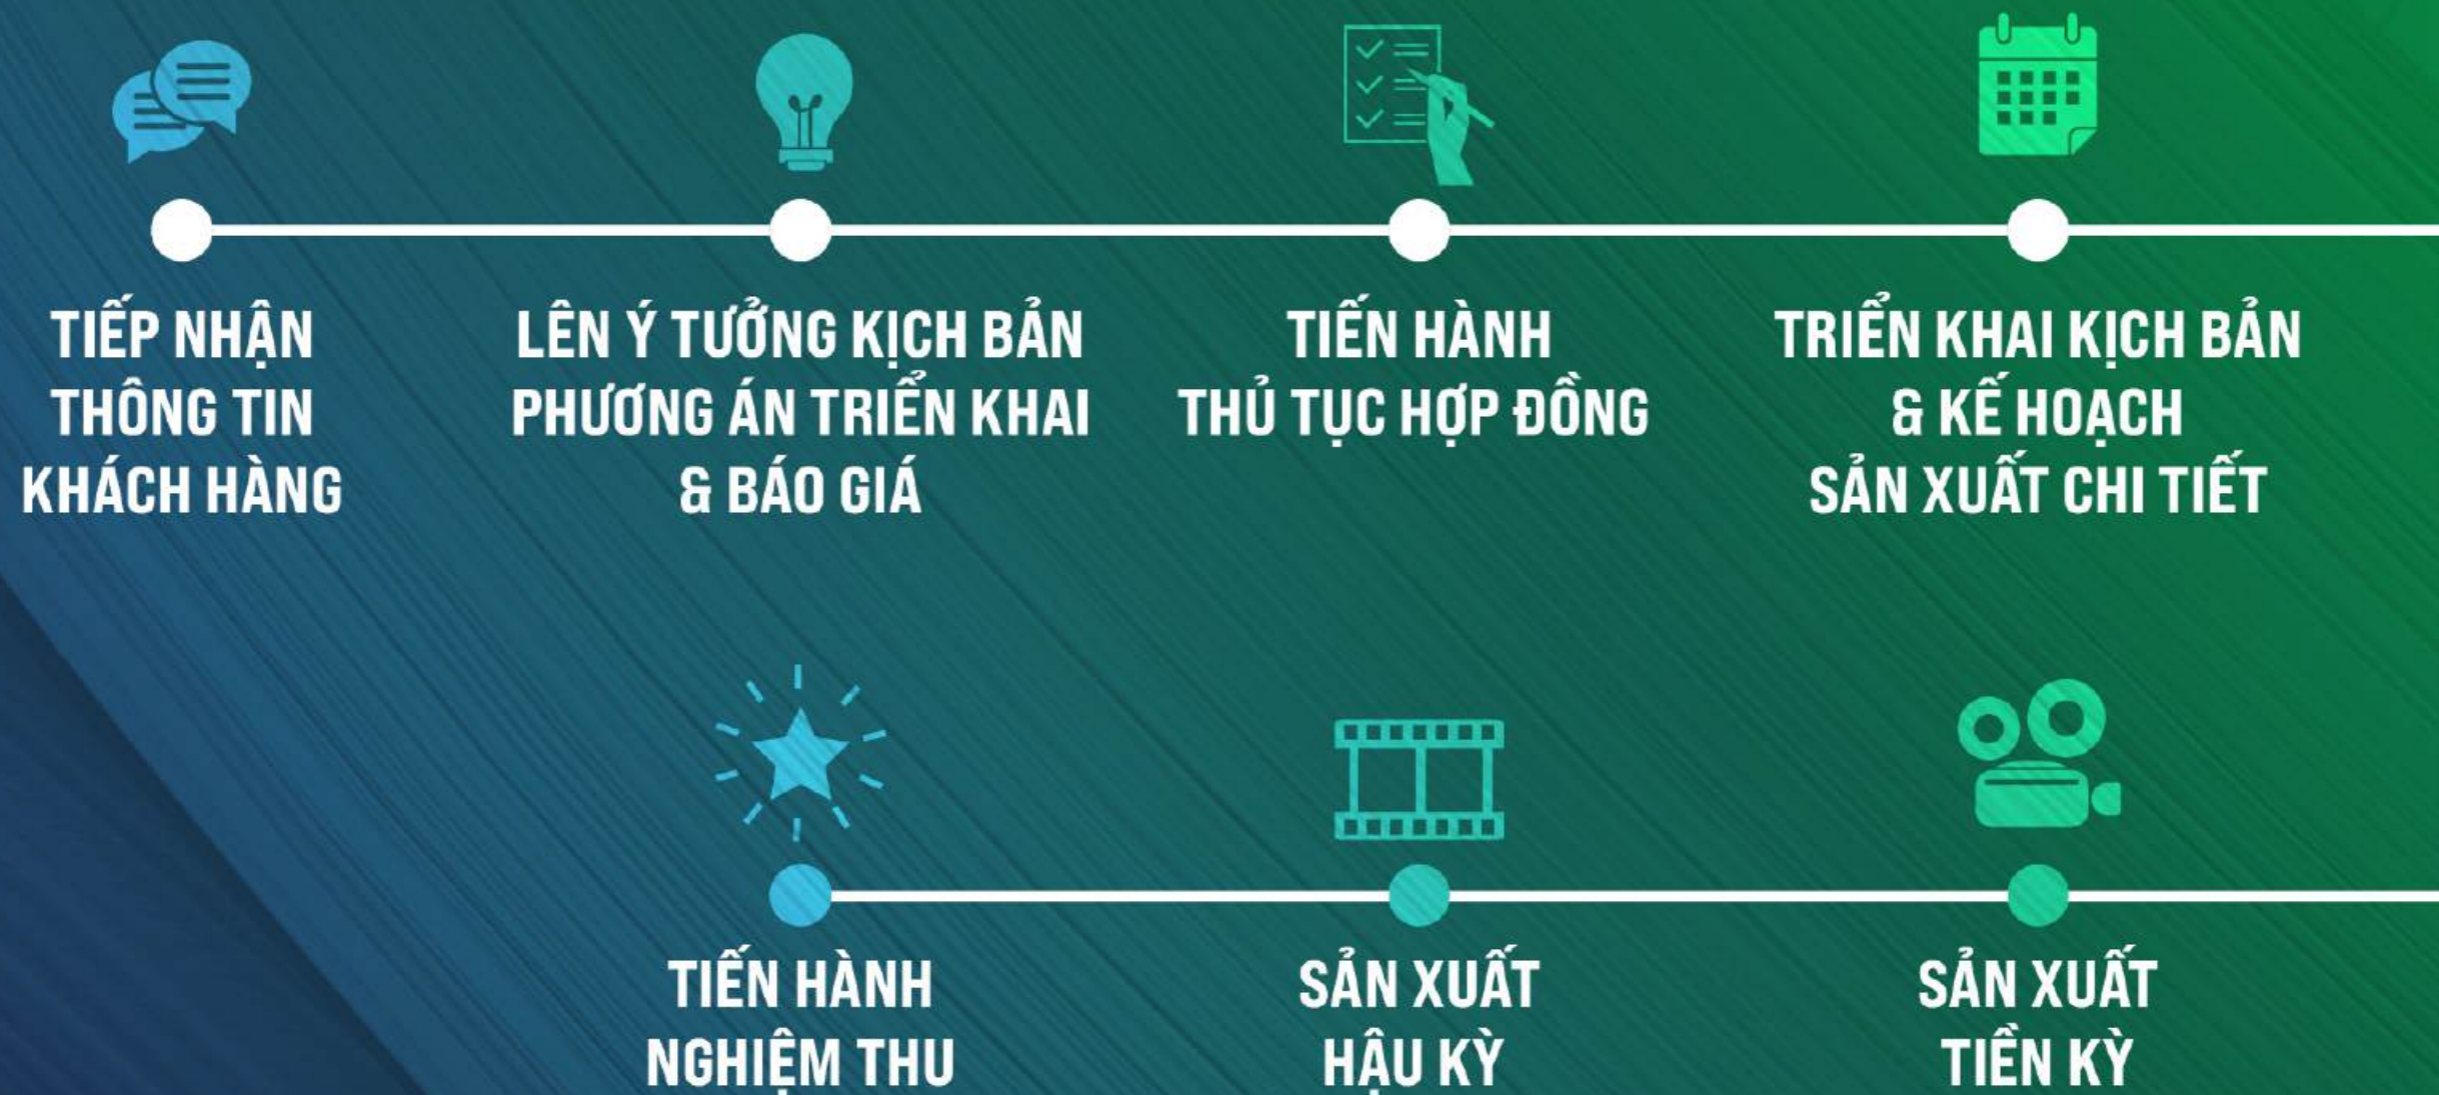 TIẾP NHẬN
THÔNG TIN
KHÁCH HÀNG
LÊN Ý TƯỞNG KỊCH BẢN
PHƯƠNG ÁN TRIỂN KHAI
& BÁO GIÁ
TIẾN HÀNH
THỦ TỤC HỢP ĐỒNG
TRIỂN KHAI KỊCH BẢN
& KẾ HOẠCH
SẢN XUẤT CHI TIẾT
TIẾN HÀNH
NGHIỆM THU
SẢN XUẤT
HẬU KỲ
SẢN XUẤT
TIỀN KỲ